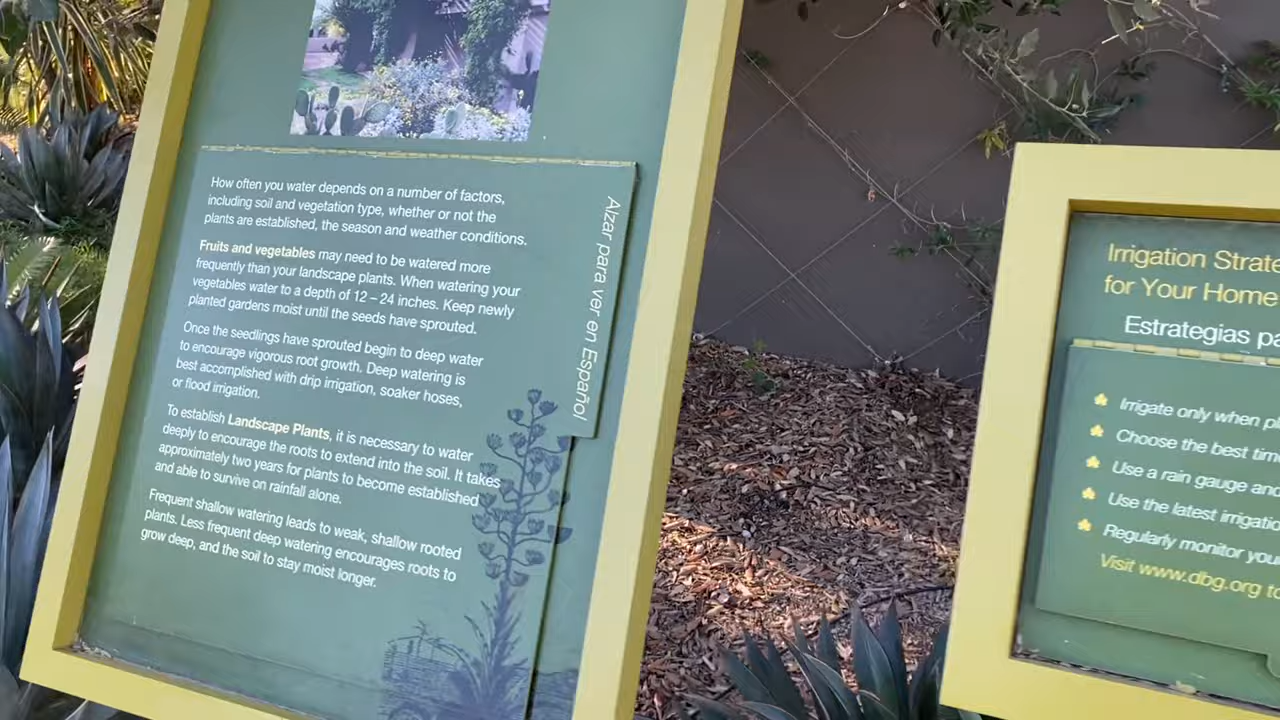 How often you water depends on a number of factors,
including soil and vegetation type, whether or not the
plants are established, the season and weather conditions.
Fruits and vegetables may need to be watered more
frequently than your landscape plants. When watering your
vegetables water to a depth of 12 – 24 inches. Keep newly
planted gardens moist until the seeds have sprouted.
Once the seedlings have sprouted begin to deep water
to encourage vigorous root growth. Deep watering is
best accomplished with drip irrigation, soaker hoses,
or flood irrigation.
To establish Landscape Plants, it is necessary to water
deeply to encourage the roots to extend into the soil. It takes
approximately two years for plants to become established
and able to survive on rainfall alone.
Frequent shallow watering leads to weak, shallow rooted
plants. Less frequent deep watering encourages roots to
grow deep, and the soil to stay moist longer.
Alzar para ver en Español
Irrigation
for Your Home
Estrategias
Irrigate only when
Choose the best
Use a rain gauge
Use the latest
Regularly monitor
Visit www.dbg.org